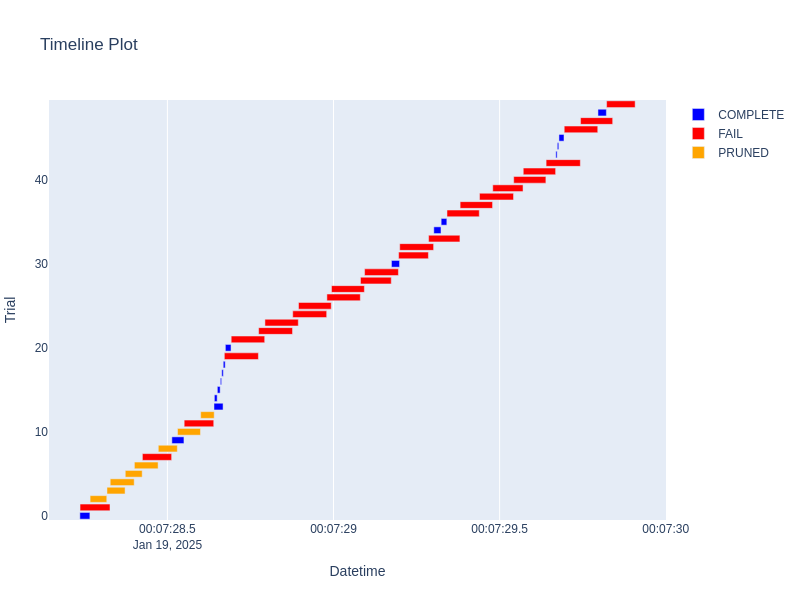 Timeline Plot
COMPLETE
FAIL
PRUNED
40
30
20
10
0
Trial
00:07:28.5
Jan 19, 2025
00:07:29
00:07:29.5
00:07:30
Datetime